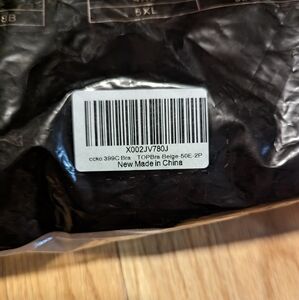 5XL
X002JV780J
ccko 399C Bra... TOPBra-Beige-50E-2P
New Made in China